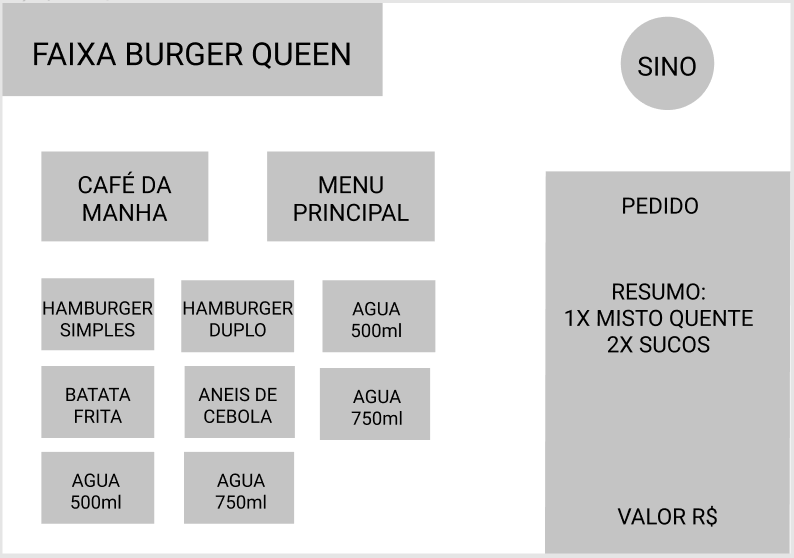 FAIXA BURGER QUEEN
SINO
CAFÉ DA
MANHA
MENU
PRINCIPAL
HAMBURGER
SIMPLES
HAMBURGER
DUPLO
AGUA
500ml
BATATA
FRITA
ANEIS DE
CEBOLA
AGUA
750ml
AGUA
500ml
AGUA
750ml
PEDIDO
RESUMO:
1X MISTO QUENTE
2X SUCOS
VALOR R$